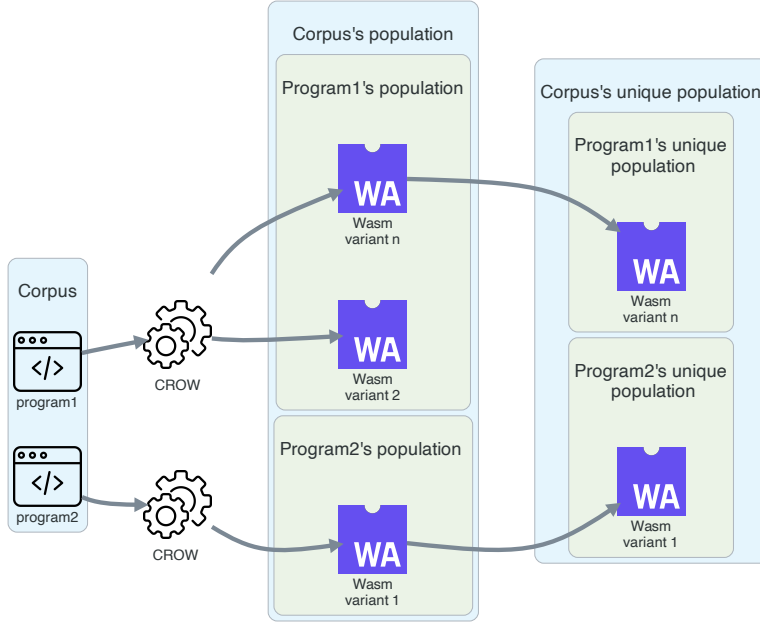 Corpus
</>
program1
</>
program2
CROW
CROW
Corpus's population
Program1's population
WA
Wasm
variant n
WA
Wasm
variant 2
Program2's population
WA
Wasm
variant 1
Corpus's unique population
Program1's unique
population
WA
Wasm
variant n
Program2's unique
population
WA
Wasm
variant 1